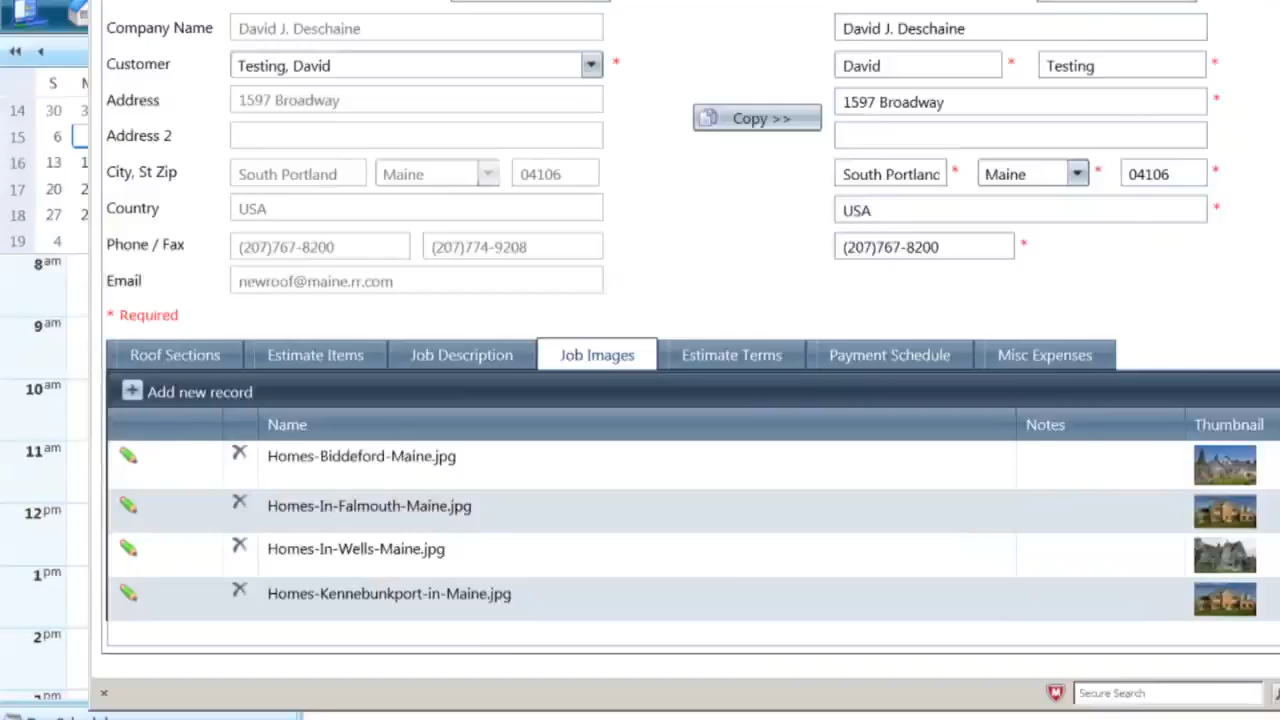 Company Name David J. Deschaine David J. Deschaine
Customer Testing, David * David * Testing *
Address 1597 Broadway 1597 Broadway *
Copy >>
Address 2
City, St Zip South Portland Maine 04106 South Portlanc * Maine * 04106 *
Country USA USA *
Phone / Fax (207)767-8200 (207)774-9208 (207)767-8200 *
Email newroof@maine.rr.com
* Required
Roof Sections Estimate Items Job Description Job Images Estimate Terms Payment Schedule Misc Expenses
Add new record
Name Notes Thumbnail
Homes-Biddeford-Maine.jpg
Homes-In-Falmouth-Maine.jpg
Homes-In-Wells-Maine.jpg
Homes-Kennebunkport-in-Maine.jpg
S
14 30 3
15 6
16 13 1
17 20 2
18 27 2
19 4
8am
9am
10am
11am
12pm
1pm
2pm
Secure Search